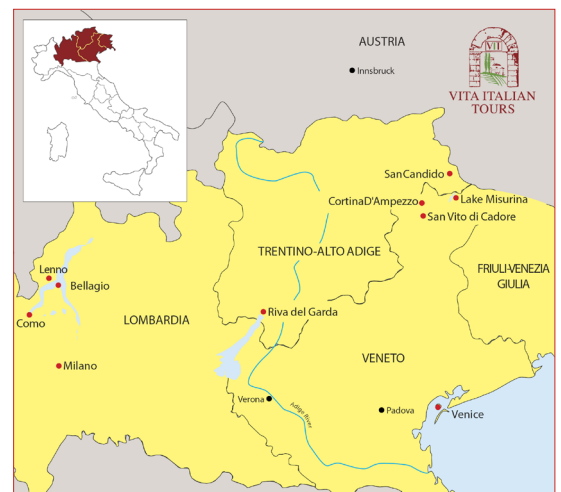 AUSTRIA
Innsbruck
VII
VITA ITALIAN
TOURS
SanCandido
CortinaD'Ampezzo
Lake Misurina
San Vito di Cadore
TRENTINO-ALTO ADIGE
FRIULI-VENEZIA
GIULIA
Lenno
Bellagio
Como
LOMBARDIA
Riva del Garda
Milano
VENETO
Verona
Adige River
Padova
Venice